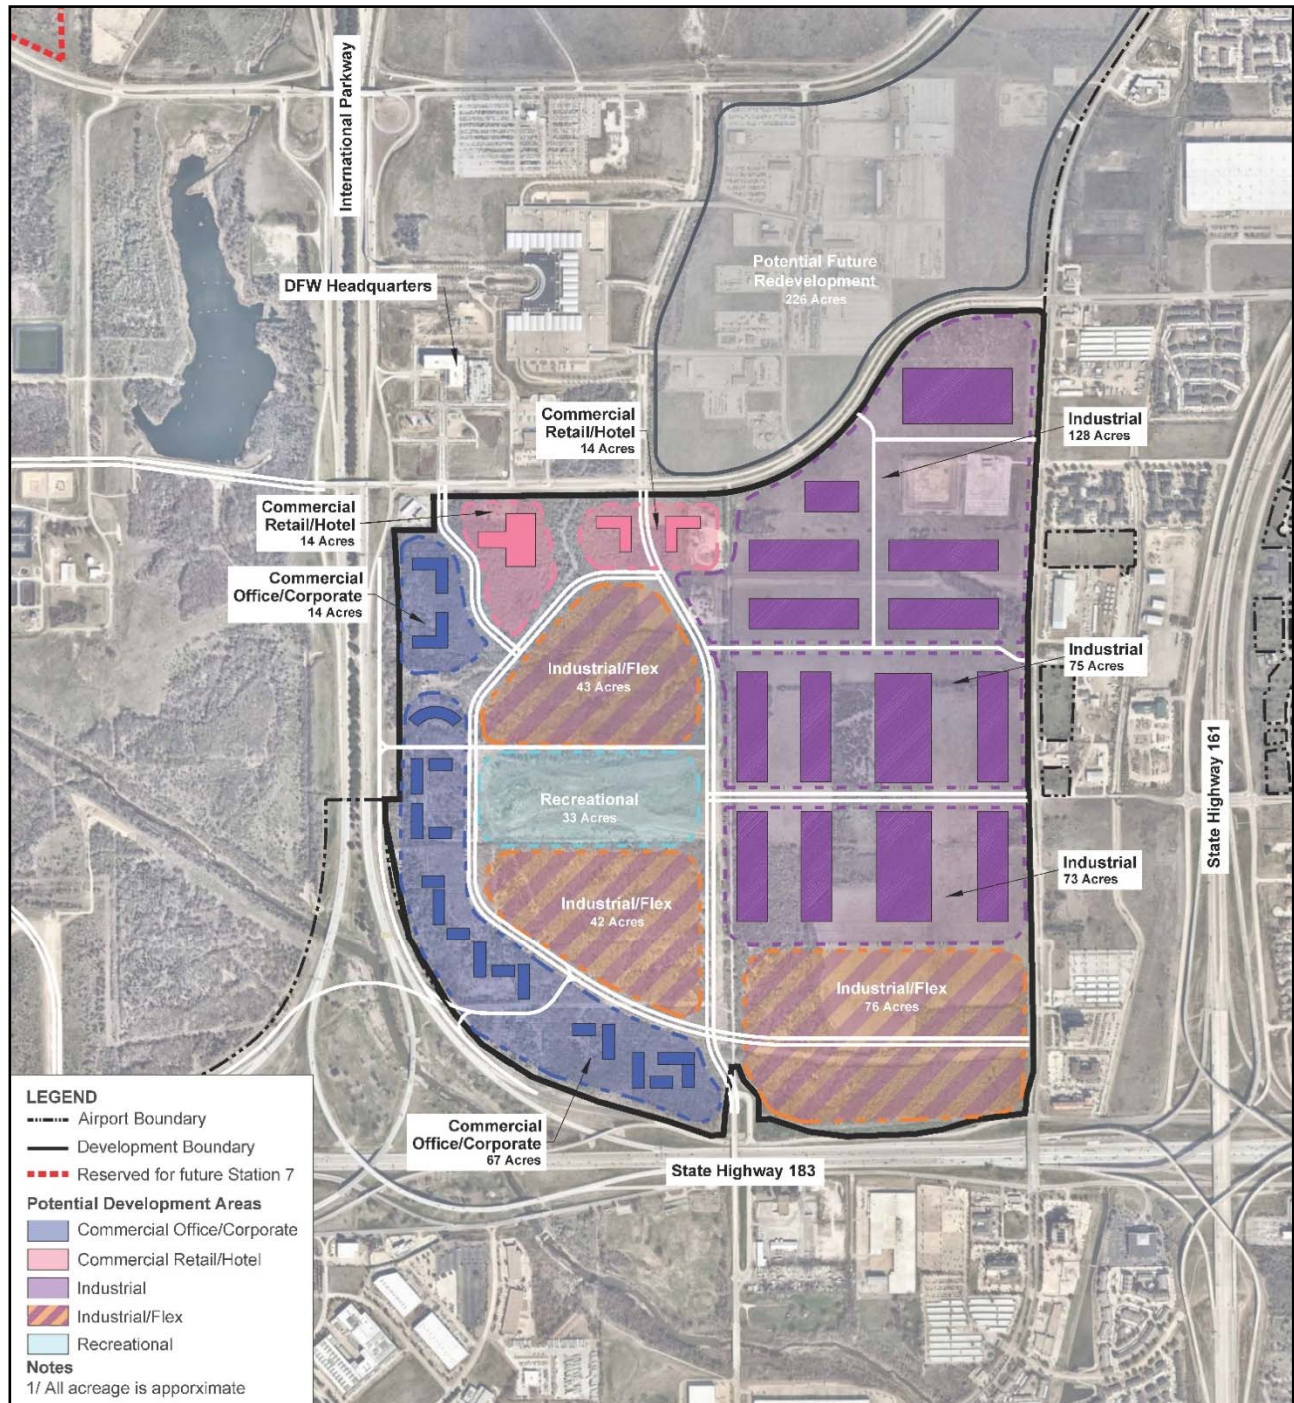 International Parkway
DFW Headquarters
Potential Future
Redevelopment
226 Acres
Commercial
Retail/Hotel
14 Acres
Industrial
128 Acres
Commercial
Retail/Hotel
14 Acres
Commercial
Office/Corporate
14 Acres
Industrial/Flex
43 Acres
Industrial
75 Acres
State Highway 161
Recreational
33 Acres
Industrial
73 Acres
Industrial/Flex
42 Acres
Industrial/Flex
76 Acres
Commercial
Office/Corporate
67 Acres
State Highway 183
LEGEND
Airport Boundary
Development Boundary
Reserved for future Station 7
Potential Development Areas
Commercial Office/Corporate
Commercial Retail/Hotel
Industrial
Industrial/Flex
Recreational
Notes
1/ All acreage is apporximate